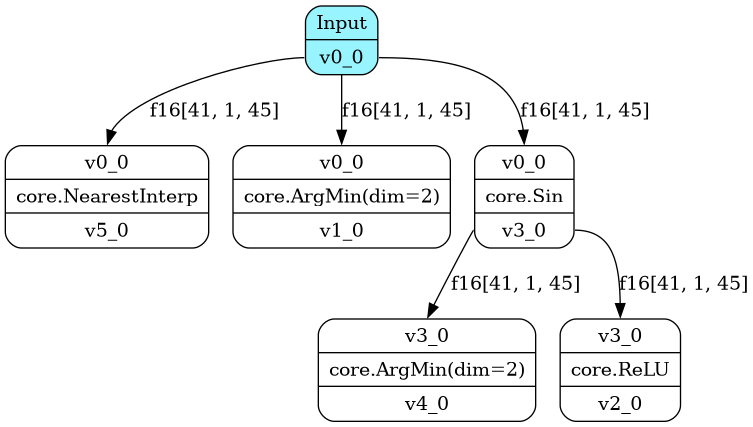 Input
v0_0
f16[41, 1, 45]
f16[41, 1, 45]
f16[41, 1, 45]
v0_0
core.NearestInterp
v5_0
v0_0
core.ArgMin(dim=2)
v1_0
v0_0
core.Sin
v3_0
f16[41, 1, 45]
f16[41, 1, 45]
v3_0
core.ArgMin(dim=2)
v4_0
v3_0
core.ReLU
v2_0